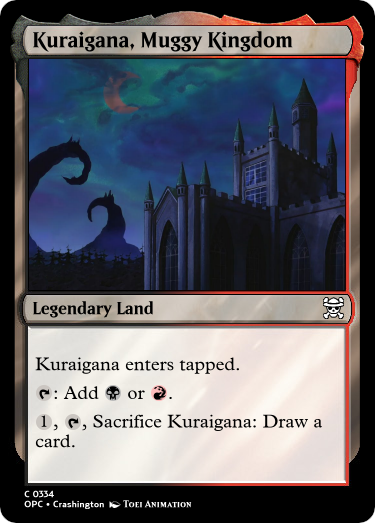 Kuraigana, Muggy Kingdom
Legendary Land
Kuraigana enters tapped.
: Add or .
1, , Sacrifice Kuraigana: Draw a
card.
C 0334
OPC • Crashington TOEI ANIMATION